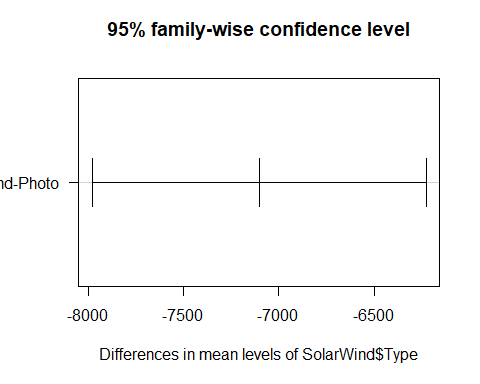 95% family-wise confidence level
nd-Photo
-8000 -7500 -7000 -6500
Differences in mean levels of SolarWind$Type